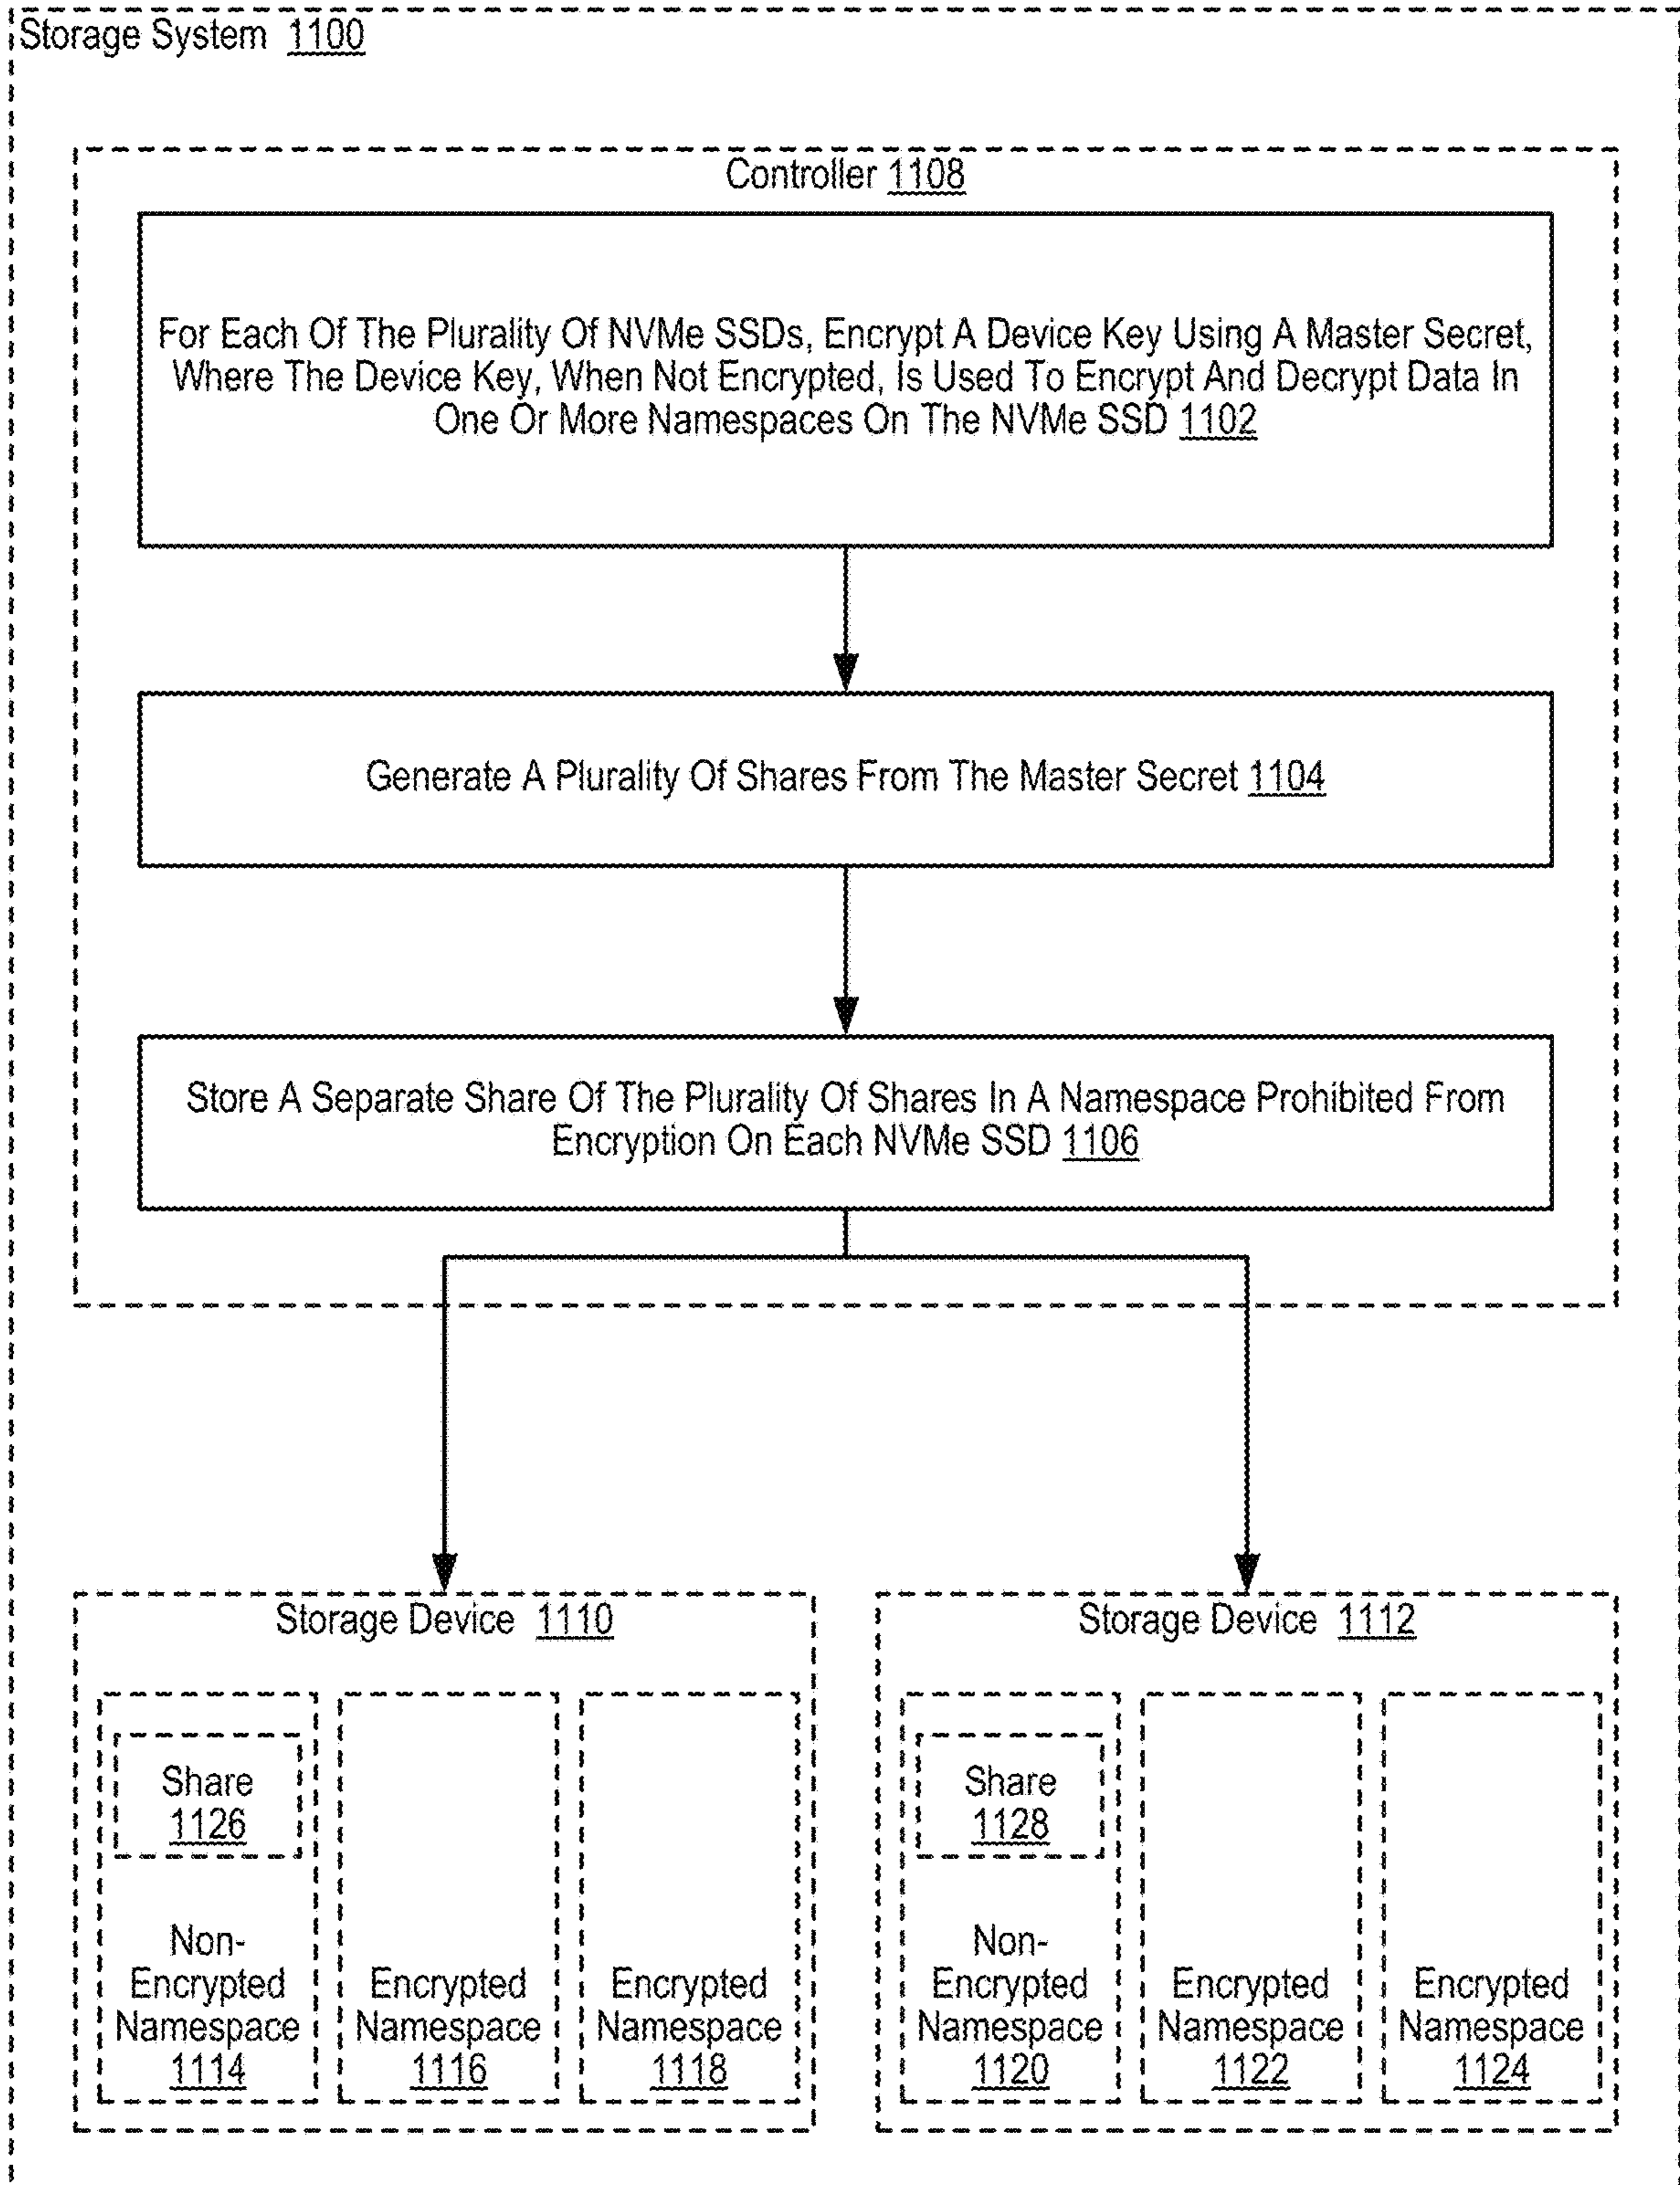 Storage System 1100
Controller 1108
For Each Of The Plurality Of NVMe SSDs, Encrypt A Device Key Using A Master Secret,
Where The Device Key, When Not Encrypted, Is Used To Encrypt And Decrypt Data In
One Or More Namespaces On The NVMe SSD 1102
Generate A Plurality Of Shares From The Master Secret 1104
Store A Separate Share Of The Plurality Of Shares In A Namespace Prohibited From
Encryption On Each NVMe SSD 1106
Storage Device 1110
Share
1126
Non-
Encrypted
Namespace
1114
Encrypted
Namespace
1116
Encrypted
Namespace
1118
Storage Device 1112
Share
1128
Non-
Encrypted
Namespace
1120
Encrypted
Namespace
1122
Encrypted
Namespace
1124